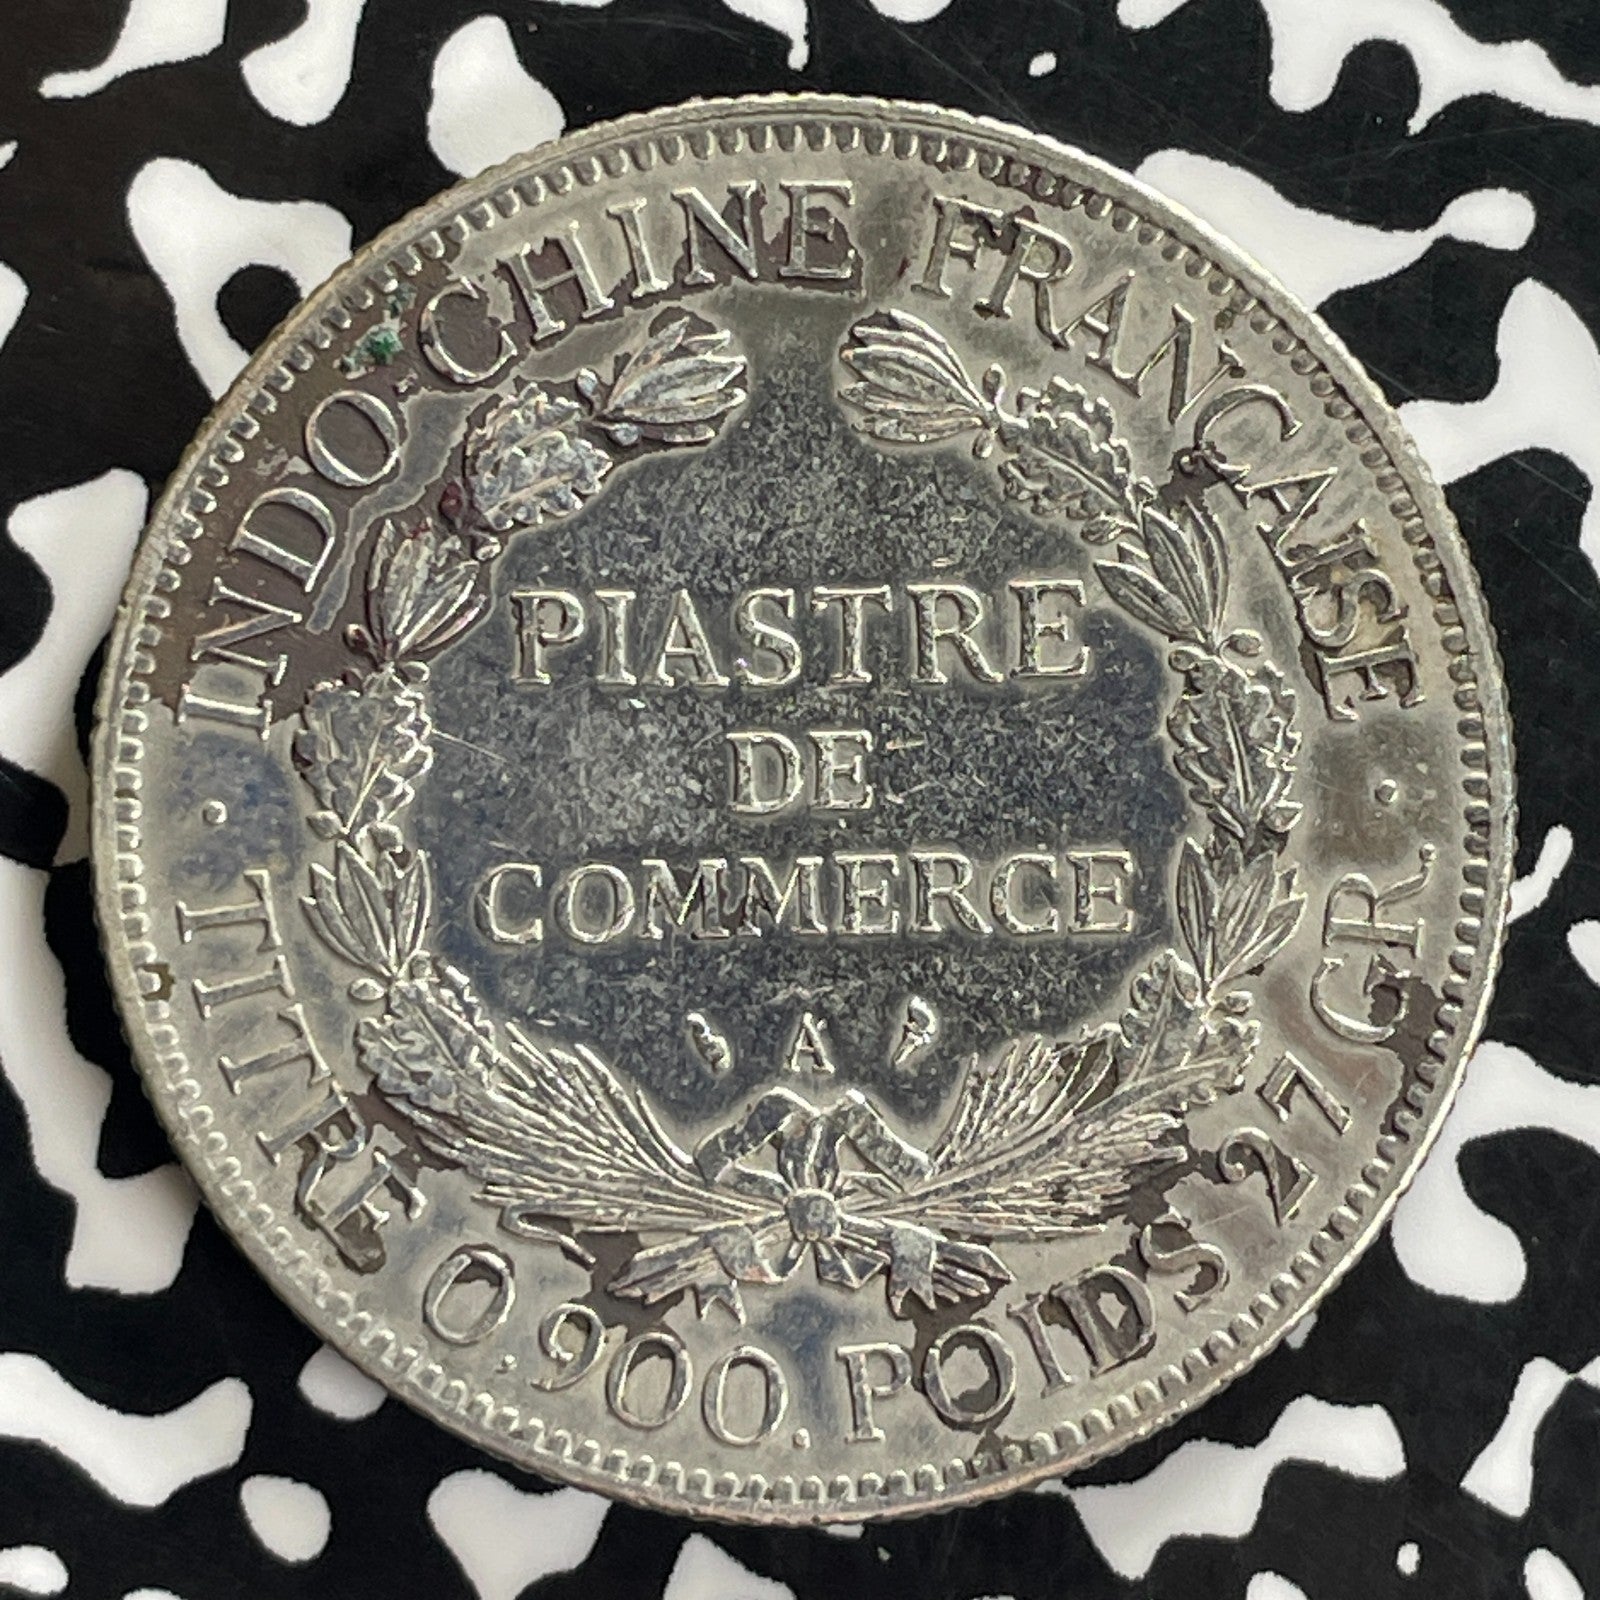 INDO-CHINE FRANCAISE
PIASTRE
DE
COMMERCE
A
· TITRE 0,900. POIDS 27 GR. ·